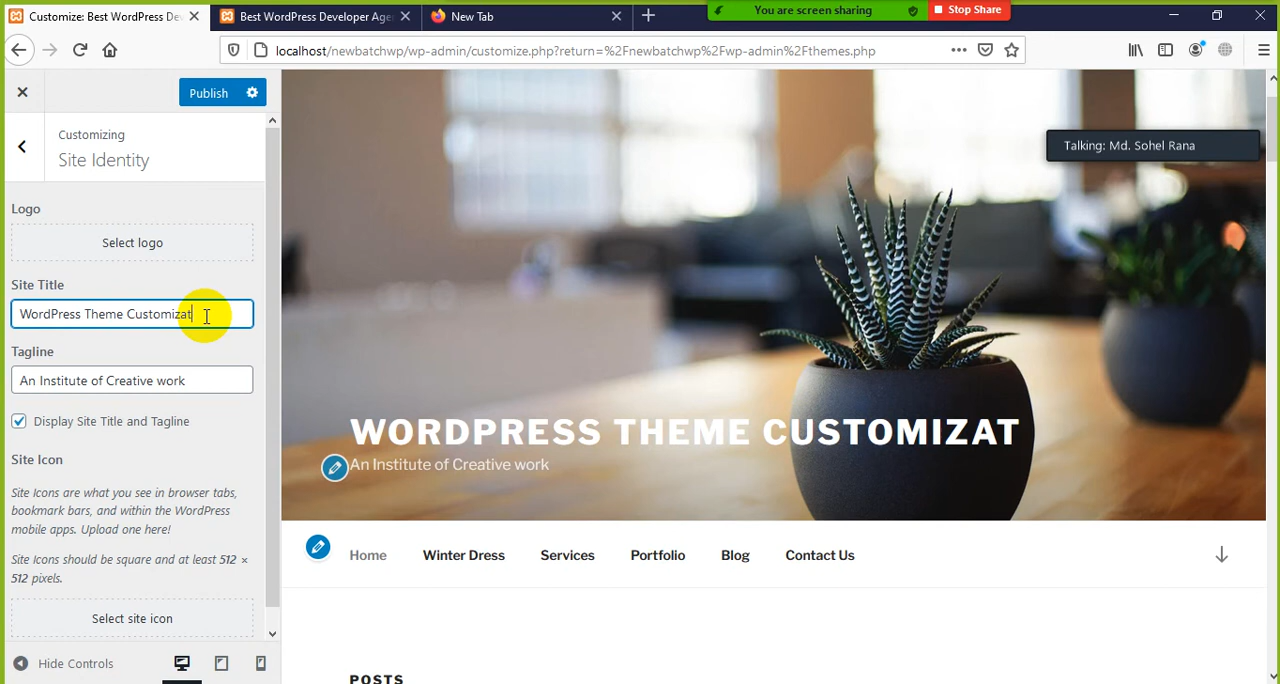 Customize: Best WordPress De
Best WordPress Developer Age
New Tab
You are screen sharing
Stop Share
localhost/newbatchwp/wp-admin/customize.php?return=%2Fnewbatchwp%2Fwp-admin%2Fthemes.php
Publish
Customizing
Site Identity
Talking: Md. Sohel Rana
Logo
Select logo
Site Title
WordPress Theme Customizat
Tagline
An Institute of Creative work
Display Site Title and Tagline
Site Icon
Site Icons are what you see in browser tabs,
bookmark bars, and within the WordPress
mobile apps. Upload one here!
Site Icons should be square and at least 512 ×
512 pixels.
Select site icon
Hide Controls
WORDPRESS THEME CUSTOMIZAT
An Institute of Creative work
Home Winter Dress Services Portfolio Blog Contact Us
POSTS